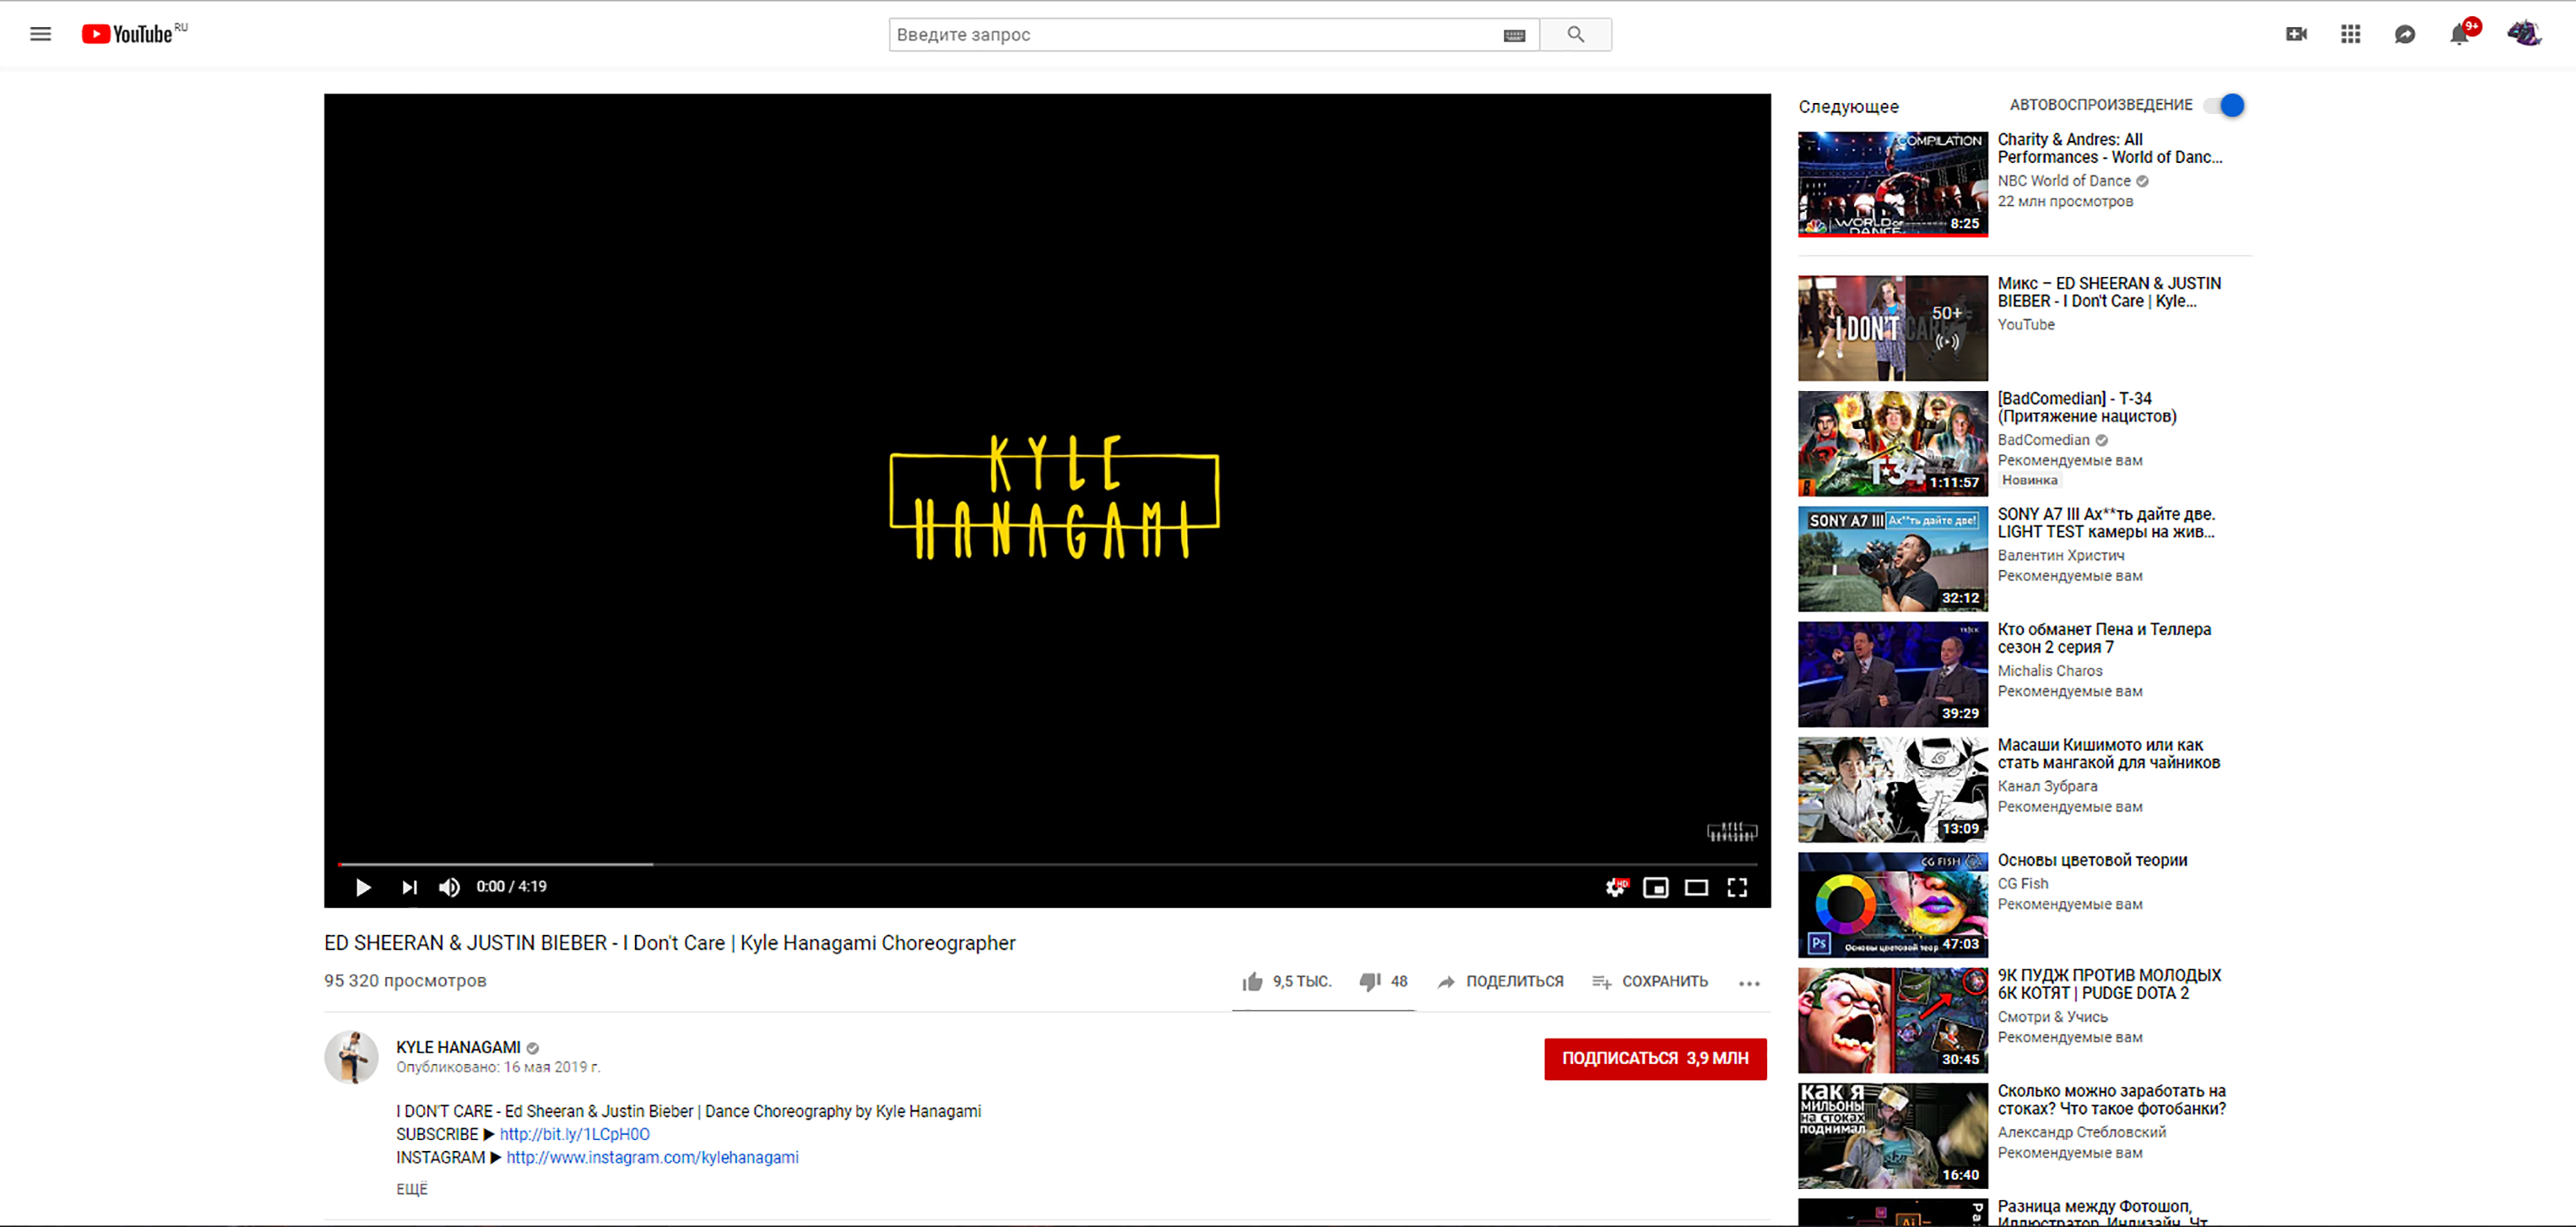 YouTube RU
Введите запрос
9+
KYLE
HANAGAMI
KYLE
HANAGAMI
0:00 / 4:19
HD
ED SHEERAN & JUSTIN BIEBER - I Don't Care | Kyle Hanagami Choreographer
95 320 просмотров
9,5 ТЫС.
48
ПОДЕЛИТЬСЯ
СОХРАНИТЬ
KYLE HANAGAMI
Опубликовано: 16 мая 2019 г.
ПОДПИСАТЬСЯ 3,9 МЛН
I DON'T CARE - Ed Sheeran & Justin Bieber | Dance Choreography by Kyle Hanagami
SUBSCRIBE ▶ http://bit.ly/1LCpH0O
INSTAGRAM ▶ http://www.instagram.com/kylehanagami
ЕЩЁ
Следующее
АВТОВОСПРОИЗВЕДЕНИЕ
COMPILATION
WORLD OF
DANCE
8:25
Charity & Andres: All
Performances - World of Danc...
NBC World of Dance
22 млн просмотров
I DON'T CARE
50+
Микс – ED SHEERAN & JUSTIN
BIEBER - I Don't Care | Kyle...
YouTube
T34
1:11:57
[BadComedian] - Т-34
(Притяжение нацистов)
BadComedian
Рекомендуемые вам
Новинка
SONY A7 III Ах**ть дайте две!
32:12
SONY A7 III Ах**ть дайте две.
LIGHT TEST камеры на жив...
Валентин Христич
Рекомендуемые вам
39:29
Кто обманет Пена и Теллера
сезон 2 серия 7
Michalis Charos
Рекомендуемые вам
13:09
Масаши Кишимото или как
стать мангакой для чайников
Канал Зубрага
Рекомендуемые вам
CG FISH
Ps
Основы цветовой теор
47:03
Основы цветовой теории
CG Fish
Рекомендуемые вам
30:45
9К ПУДЖ ПРОТИВ МОЛОДЫХ
6К КОТЯТ | PUDGE DOTA 2
Смотри & Учись
Рекомендуемые вам
КАК Я
МИЛЬОНЫ
НА СТОКАХ
ПОДНИМАЛ
16:40
Сколько можно заработать на
стоках? Что такое фотобанки?
Александр Стебловский
Рекомендуемые вам
Ai
Разница между Фотошоп,
Иллюстратор, Индизайн. Чт